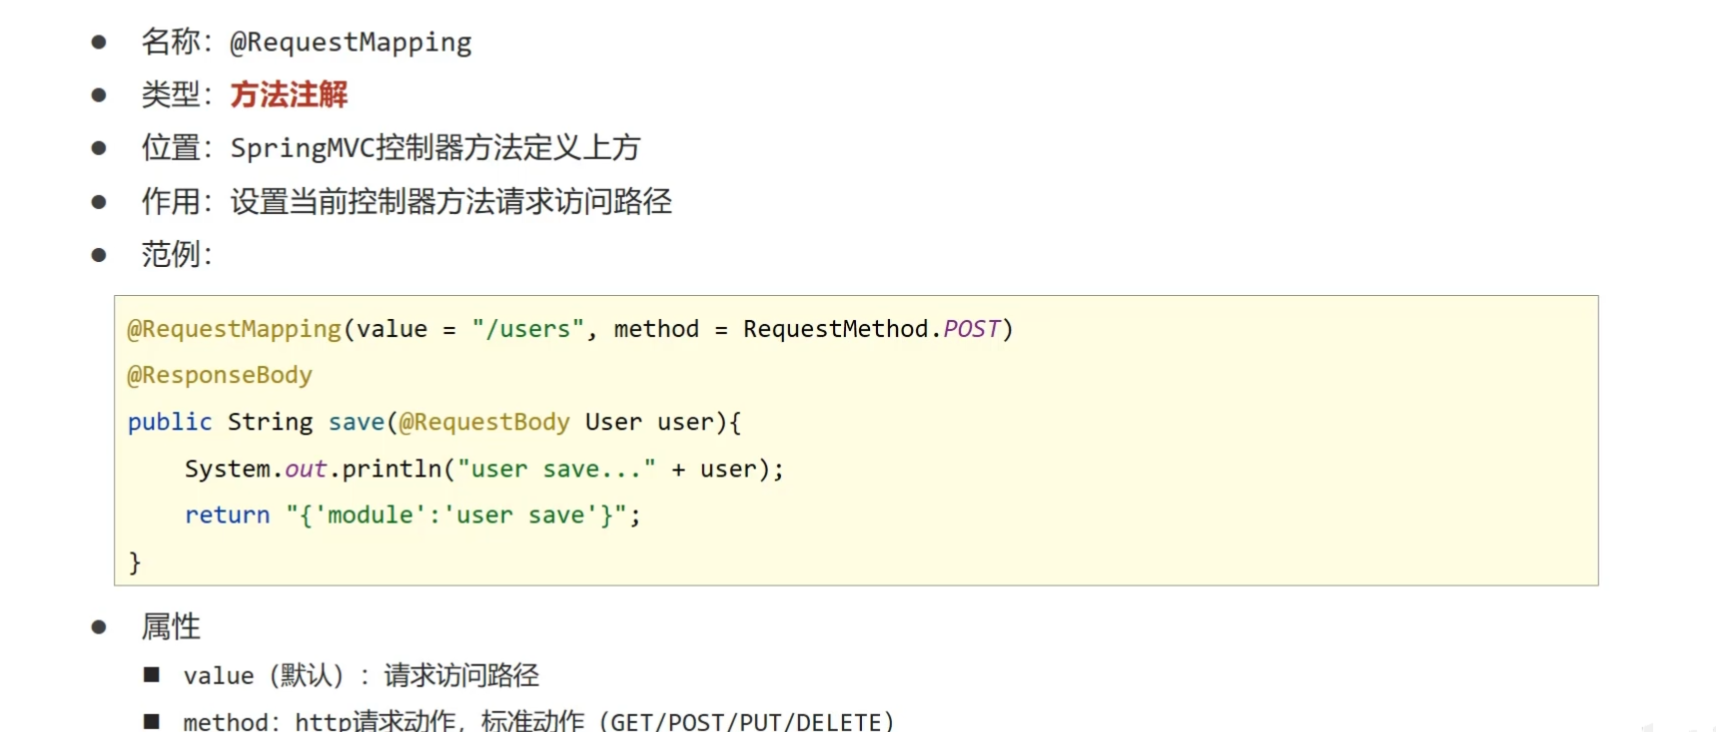 ● 名称：@RequestMapping
● 类型：方法注解
● 位置：SpringMVC控制器方法定义上方
● 作用：设置当前控制器方法请求访问路径
● 范例：
@RequestMapping(value = "/users", method = RequestMethod.POST)
@ResponseBody
public String save(@RequestBody User user){
    System.out.println("user save..." + user);
    return "{'module':'user save'}";
}
● 属性
■ value（默认）：请求访问路径
■ method：http请求动作，标准动作（GET/POST/PUT/DELETE）